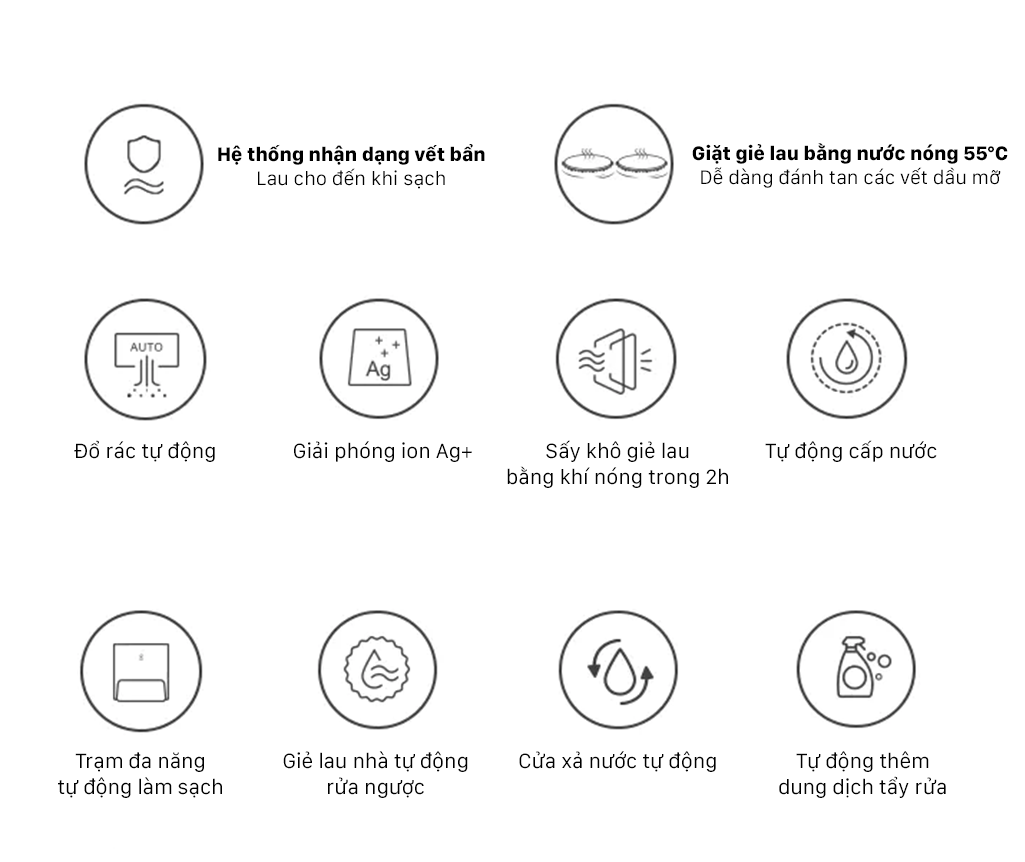 Hệ thống nhận dạng vết bẩn
Lau cho đến khi sạch
Giặt giẻ lau bằng nước nóng 55°C
Dễ dàng đánh tan các vết dầu mỡ
AUTO
Ag
Đổ rác tự động
Giải phóng ion Ag+
Sấy khô giẻ lau
bằng khí nóng trong 2h
Tự động cấp nước
Trạm đa năng
tự động làm sạch
Giẻ lau nhà tự động
rửa ngược
Cửa xả nước tự động
Tự động thêm
dung dịch tẩy rửa